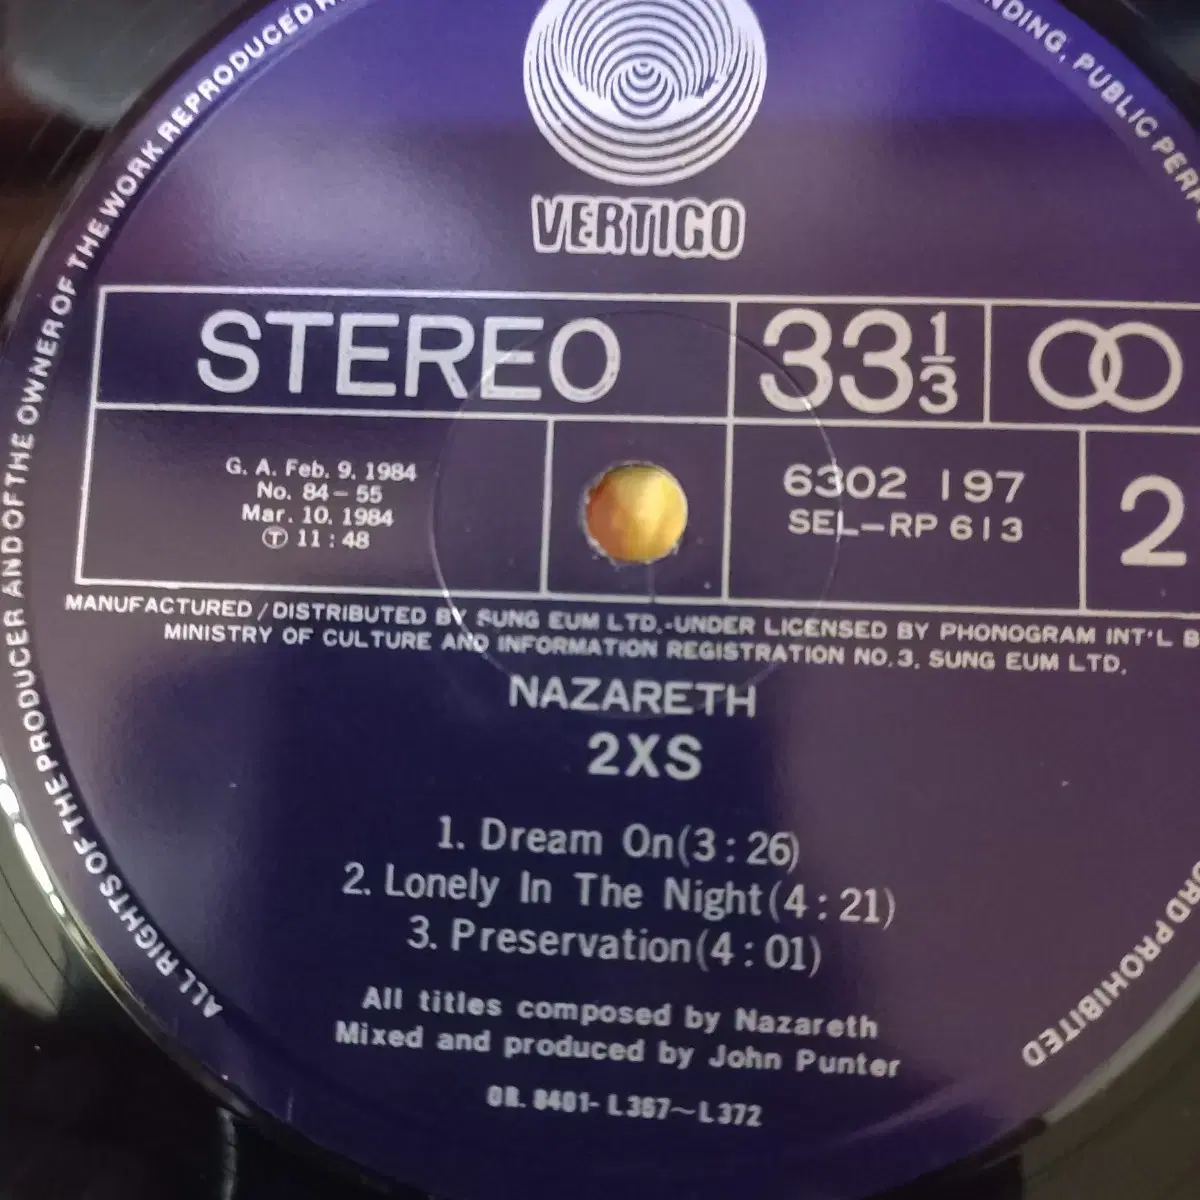 ALL RIGHTS OF THE PRODUCER AND OF THE OWNER OF THE WORK REPRODUCED
PUBLIC
PROHIBITED
VERTIGO
STEREO
33 1/3
G. A. Feb. 9. 1984
No. 84-55
Mar. 10. 1984
Ⓣ 11 : 48
6302 197
SEL-RP 613
2
MANUFACTURED / DISTRIBUTED BY SUNG EUM LTD.-UNDER LICENSED BY PHONOGRAM INT'L
MINISTRY OF CULTURE AND INFORMATION REGISTRATION NO.3. SUNG EUM LTD.
NAZARETH
2XS
1. Dream On(3 : 26)
2. Lonely In The Night(4 : 21)
3. Preservation(4 : 01)
All titles composed by Nazareth
Mixed and produced by John Punter
OR. 8401- L367~L372